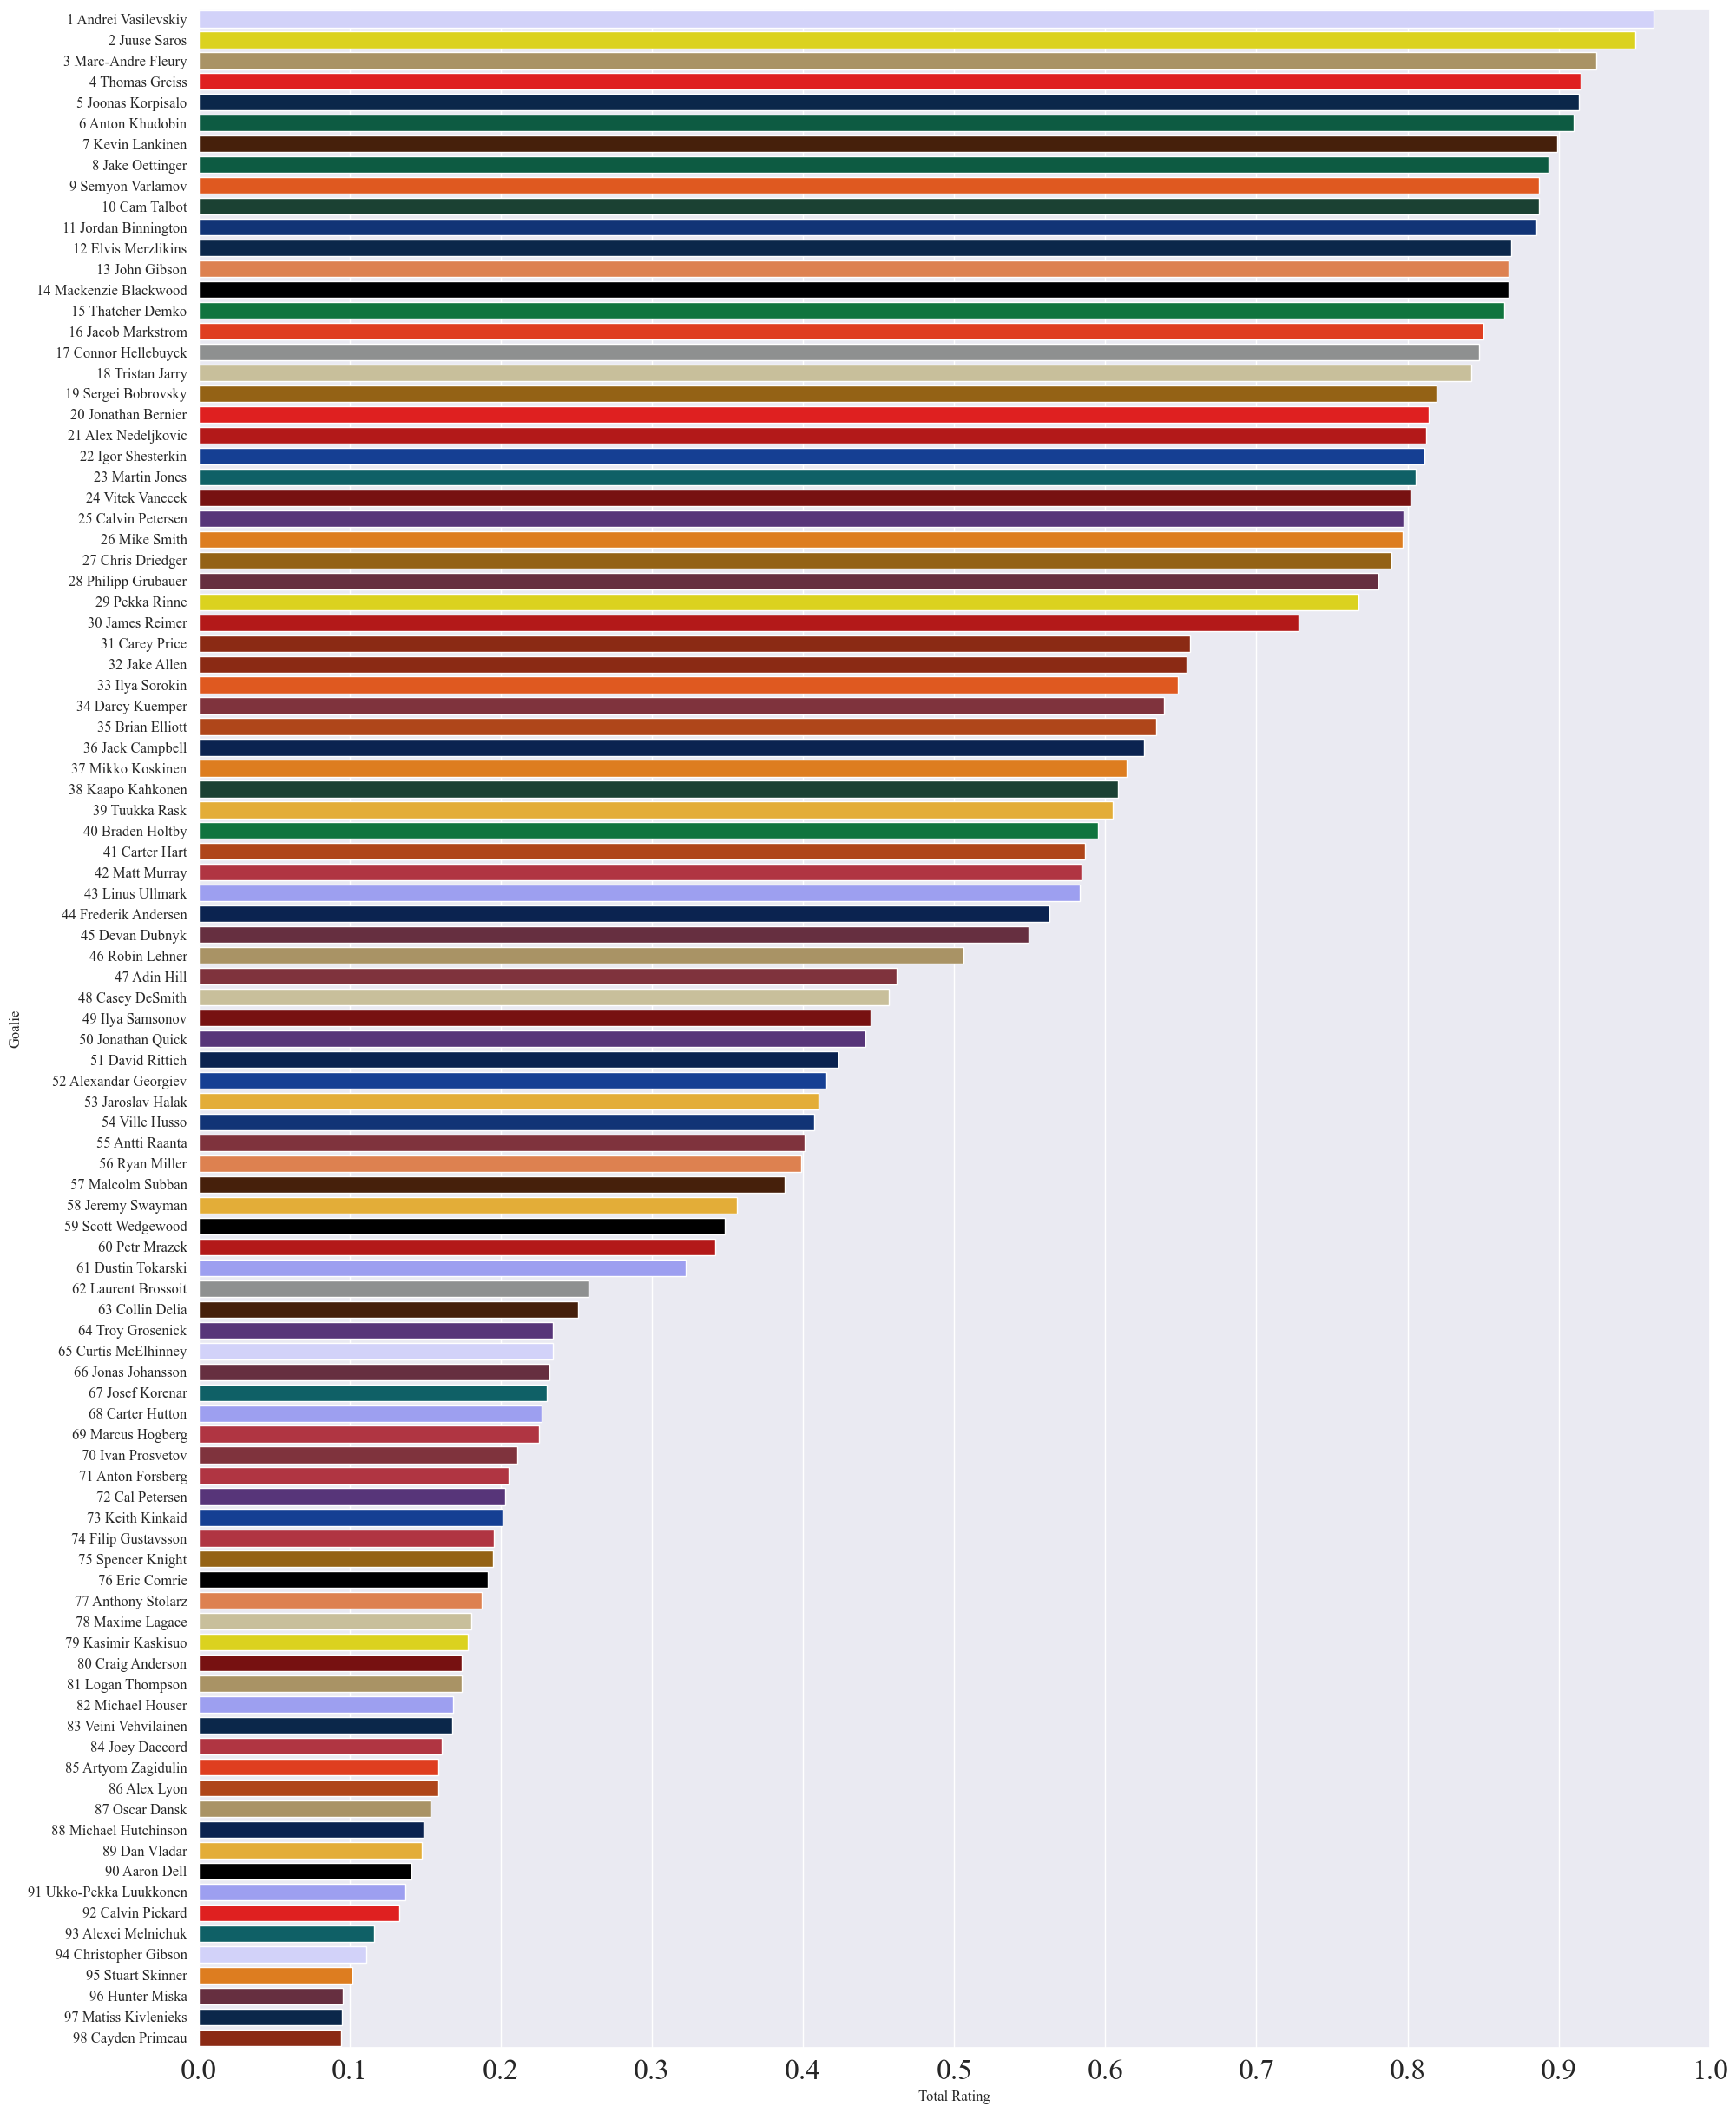 1 Andrei Vasilevskiy
2 Juuse Saros
3 Marc-Andre Fleury
4 Thomas Greiss
5 Joonas Korpisalo
6 Anton Khudobin
7 Kevin Lankinen
8 Jake Oettinger
9 Semyon Varlamov
10 Cam Talbot
11 Jordan Binnington
12 Elvis Merzlikins
13 John Gibson
14 Mackenzie Blackwood
15 Thatcher Demko
16 Jacob Markstrom
17 Connor Hellebuyck
18 Tristan Jarry
19 Sergei Bobrovsky
20 Jonathan Bernier
21 Alex Nedeljkovic
22 Igor Shesterkin
23 Martin Jones
24 Vitek Vanecek
25 Calvin Petersen
26 Mike Smith
27 Chris Driedger
28 Philipp Grubauer
29 Pekka Rinne
30 James Reimer
31 Carey Price
32 Jake Allen
33 Ilya Sorokin
34 Darcy Kuemper
35 Brian Elliott
36 Jack Campbell
37 Mikko Koskinen
38 Kaapo Kahkonen
39 Tuukka Rask
40 Braden Holtby
41 Carter Hart
42 Matt Murray
43 Linus Ullmark
44 Frederik Andersen
45 Devan Dubnyk
46 Robin Lehner
47 Adin Hill
48 Casey DeSmith
49 Ilya Samsonov
50 Jonathan Quick
51 David Rittich
52 Alexandar Georgiev
53 Jaroslav Halak
54 Ville Husso
55 Antti Raanta
56 Ryan Miller
57 Malcolm Subban
58 Jeremy Swayman
59 Scott Wedgewood
60 Petr Mrazek
61 Dustin Tokarski
62 Laurent Brossoit
63 Collin Delia
64 Troy Grosenick
65 Curtis McElhinney
66 Jonas Johansson
67 Josef Korenar
68 Carter Hutton
69 Marcus Hogberg
70 Ivan Prosvetov
71 Anton Forsberg
72 Cal Petersen
73 Keith Kinkaid
74 Filip Gustavsson
75 Spencer Knight
76 Eric Comrie
77 Anthony Stolarz
78 Maxime Lagace
79 Kasimir Kaskisuo
80 Craig Anderson
81 Logan Thompson
82 Michael Houser
83 Veini Vehvilainen
84 Joey Daccord
85 Artyom Zagidulin
86 Alex Lyon
87 Oscar Dansk
88 Michael Hutchinson
89 Dan Vladar
90 Aaron Dell
91 Ukko-Pekka Luukkonen
92 Calvin Pickard
93 Alexei Melnichuk
94 Christopher Gibson
95 Stuart Skinner
96 Hunter Miska
97 Matiss Kivlenieks
98 Cayden Primeau
Goalie
0.0 0.1 0.2 0.3 0.4 0.5 0.6 0.7 0.8 0.9 1.0
Total Rating